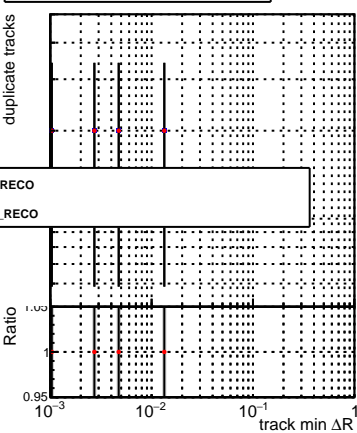 duplicate tracks
RECO
_RECO
1.05
Ratio
1
0.95
10⁻³ 10⁻² 10⁻¹ 1
track min ΔR